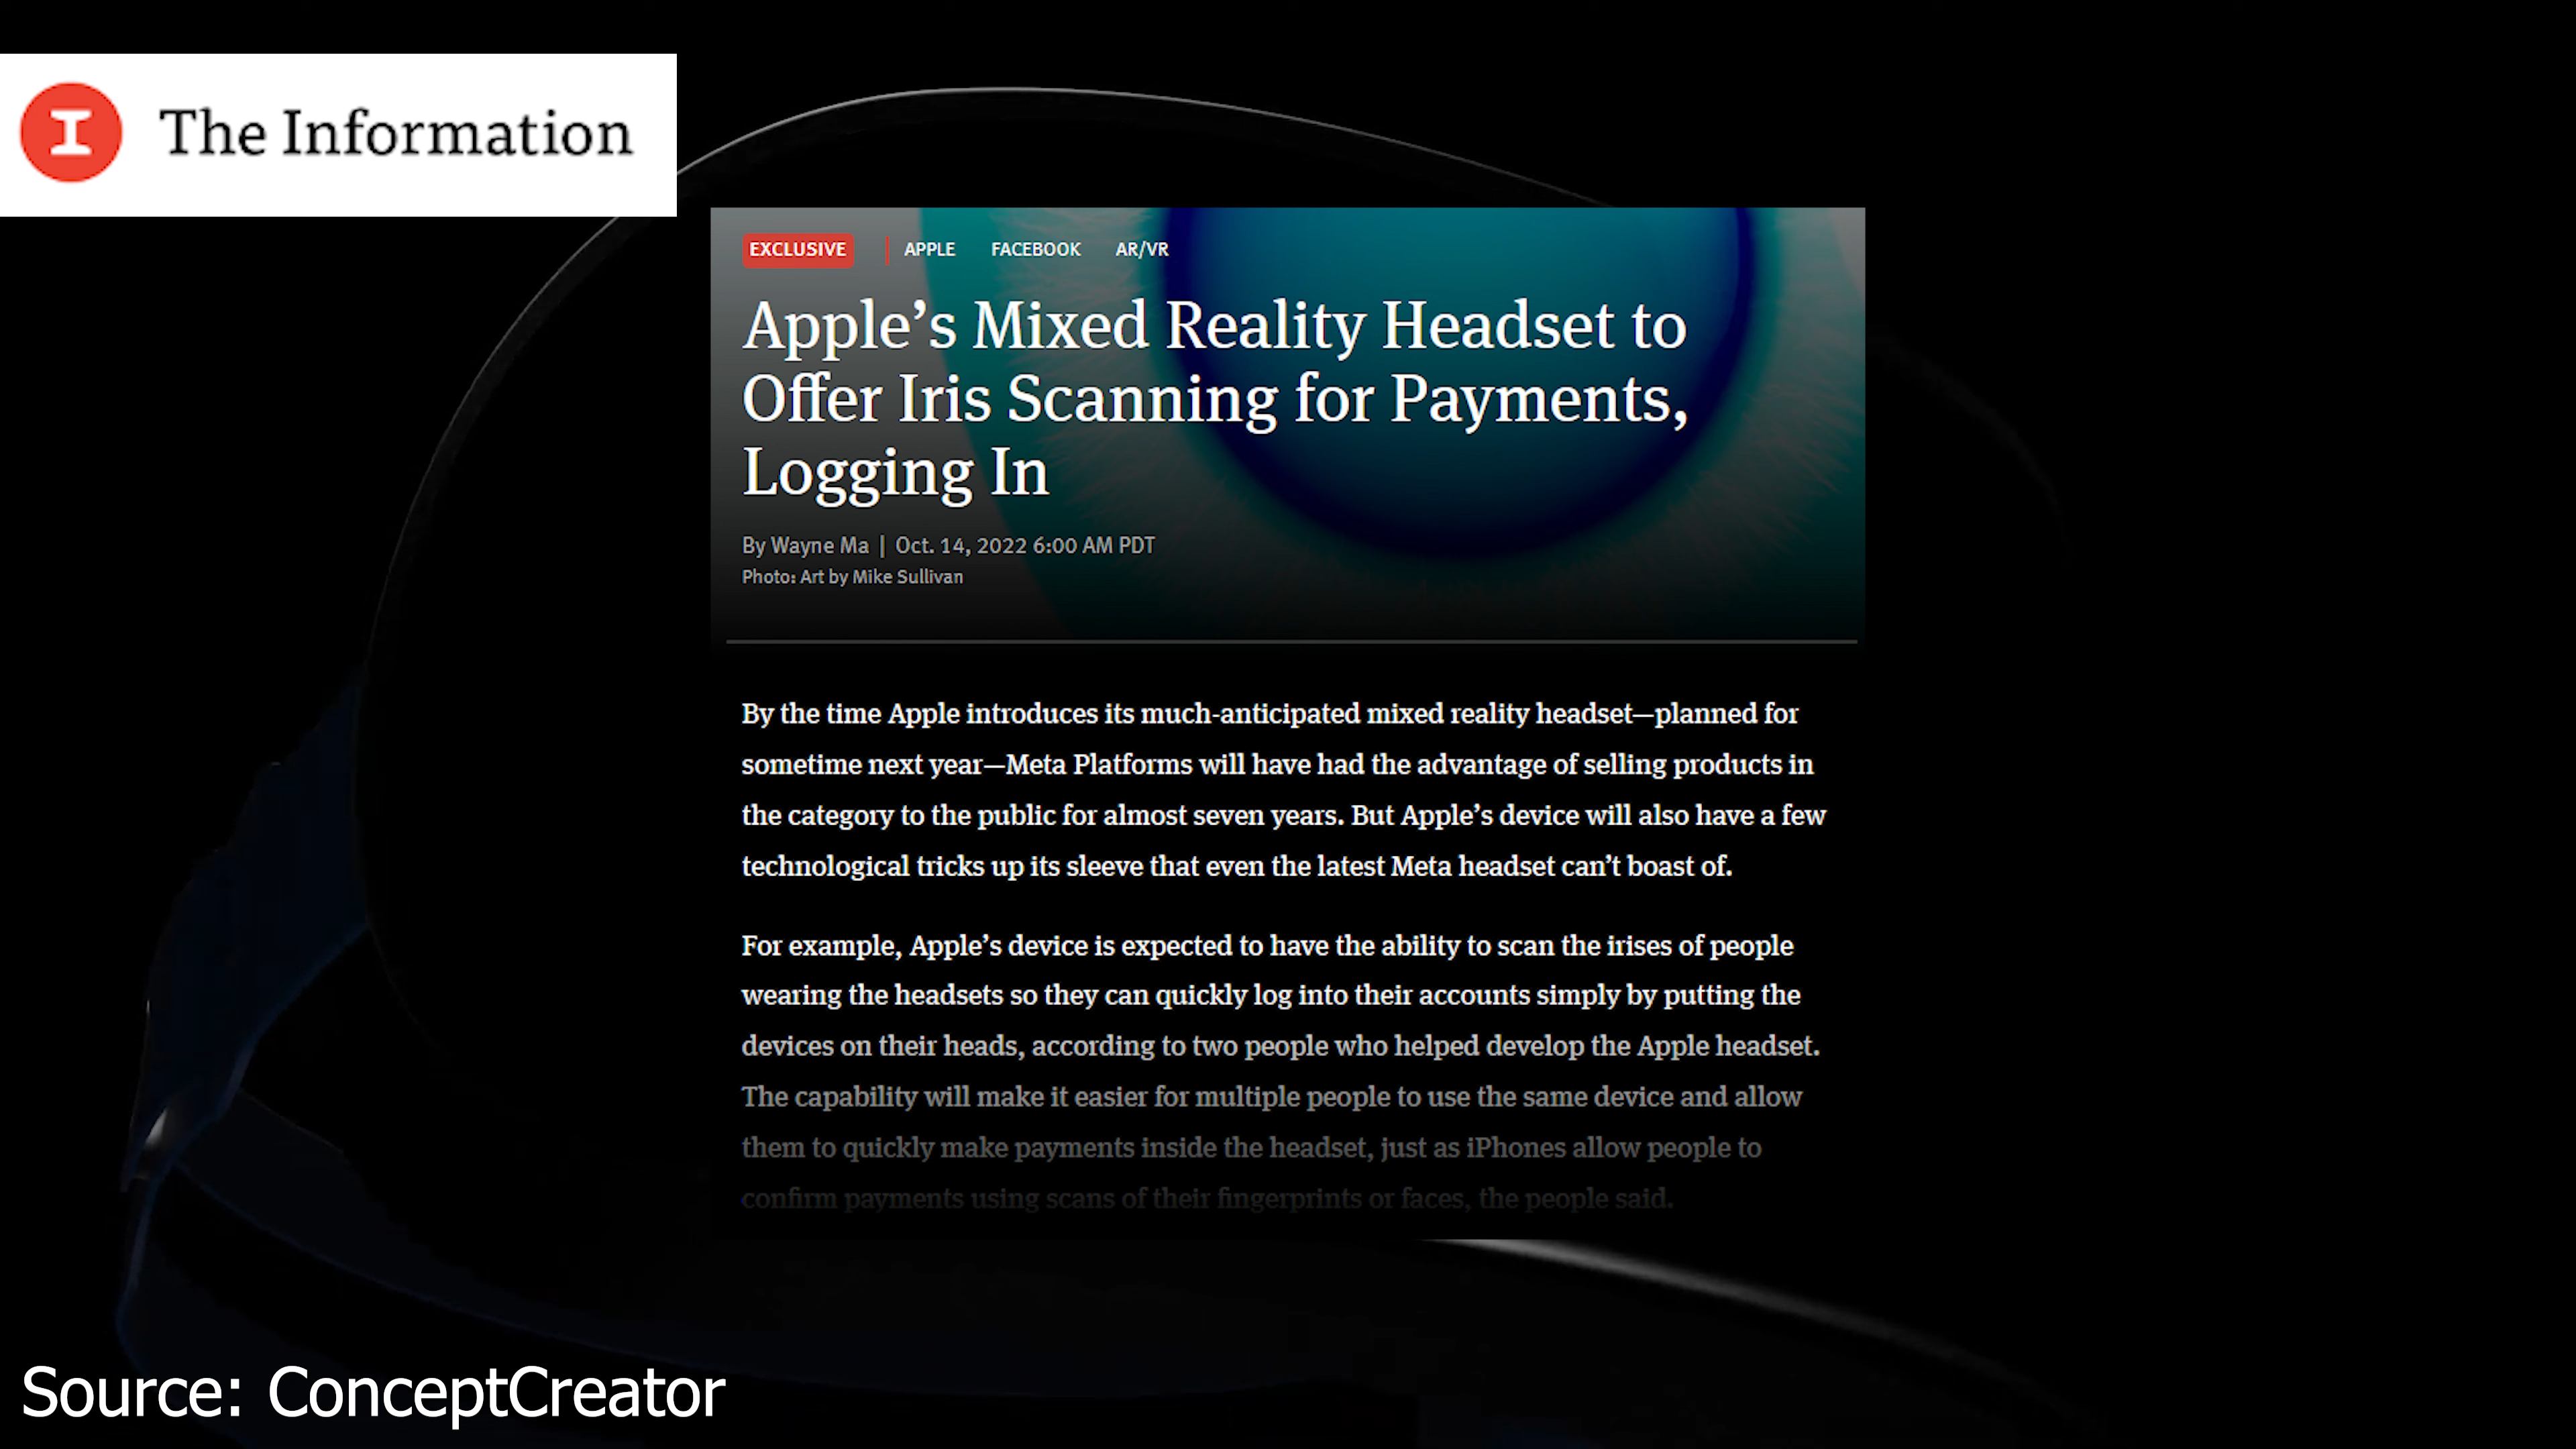 I The Information
EXCLUSIVE | APPLE FACEBOOK AR/VR
Apple’s Mixed Reality Headset to
Offer Iris Scanning for Payments,
Logging In
By Wayne Ma | Oct. 14, 2022 6:00 AM PDT
Photo: Art by Mike Sullivan
By the time Apple introduces its much-anticipated mixed reality headset—planned for
sometime next year—Meta Platforms will have had the advantage of selling products in
the category to the public for almost seven years. But Apple’s device will also have a few
technological tricks up its sleeve that even the latest Meta headset can’t boast of.
For example, Apple’s device is expected to have the ability to scan the irises of people
wearing the headsets so they can quickly log into their accounts simply by putting the
devices on their heads, according to two people who helped develop the Apple headset.
The capability will make it easier for multiple people to use the same device and allow
them to quickly make payments inside the headset, just as iPhones allow people to
confirm payments using scans of their fingerprints or faces, the people said.
Source: ConceptCreator